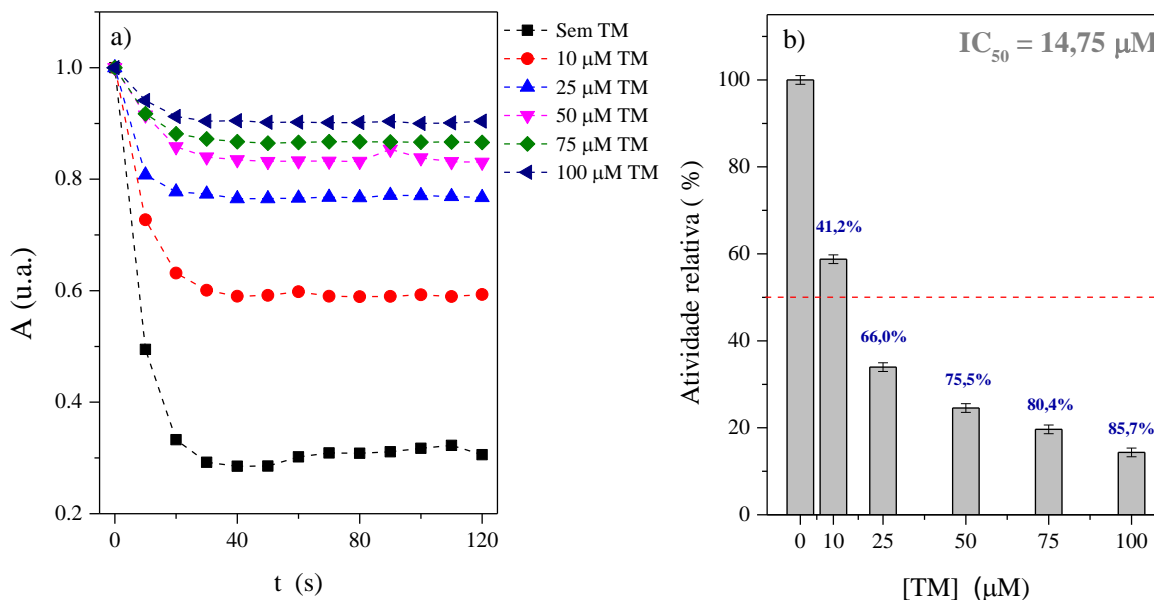 a)
Sem TM
10 μM TM
25 μM TM
50 μM TM
75 μM TM
100 μM TM
1.0
0.8
0.6
0.4
0.2
A (u.a.)
0
40
80
120
t (s)
b)
IC50 = 14,75 μM
100
80
60
40
20
0
Atividade relativa ( %)
41,2%
66,0%
75,5%
80,4%
85,7%
0
10
25
50
75
100
[TM] (μM)